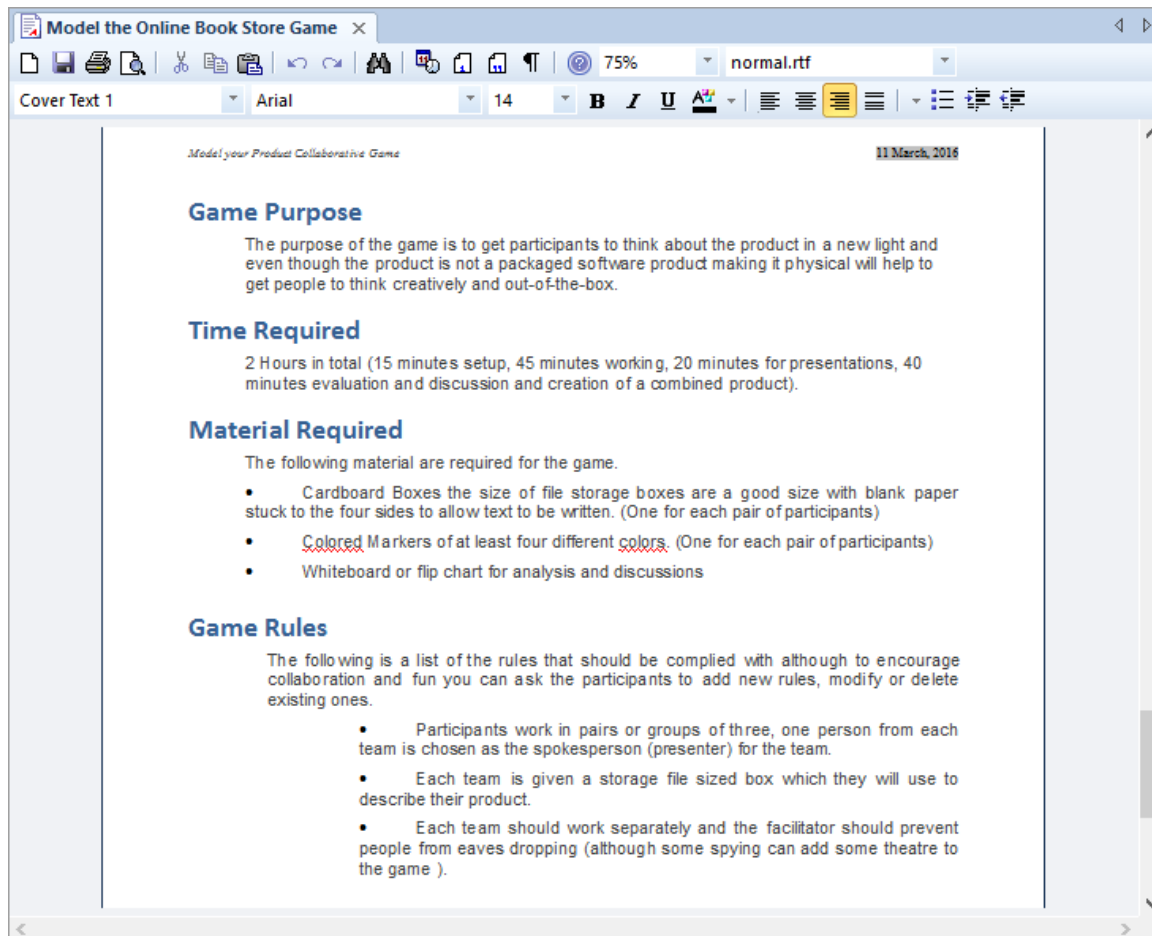 Model the Online Book Store Game
75% normal.rtf
Cover Text 1 Arial 14 B I U
Model your Product Collaborative Game 11 March, 2016
Game Purpose
The purpose of the game is to get participants to think about the product in a new light and
even though the product is not a packaged software product making it physical will help to
get people to think creatively and out-of-the-box.
Time Required
2 Hours in total (15 minutes setup, 45 minutes working, 20 minutes for presentations, 40
minutes evaluation and discussion and creation of a combined product).
Material Required
The following material are required for the game.
• Cardboard Boxes the size of file storage boxes are a good size with blank paper
stuck to the four sides to allow text to be written. (One for each pair of participants)
• Colored Markers of at least four different colors. (One for each pair of participants)
• Whiteboard or flip chart for analysis and discussions
Game Rules
The following is a list of the rules that should be complied with although to encourage
collaboration and fun you can ask the participants to add new rules, modify or delete
existing ones.
• Participants work in pairs or groups of three, one person from each
team is chosen as the spokesperson (presenter) for the team.
• Each team is given a storage file sized box which they will use to
describe their product.
• Each team should work separately and the facilitator should prevent
people from eaves dropping (although some spying can add some theatre to
the game ).